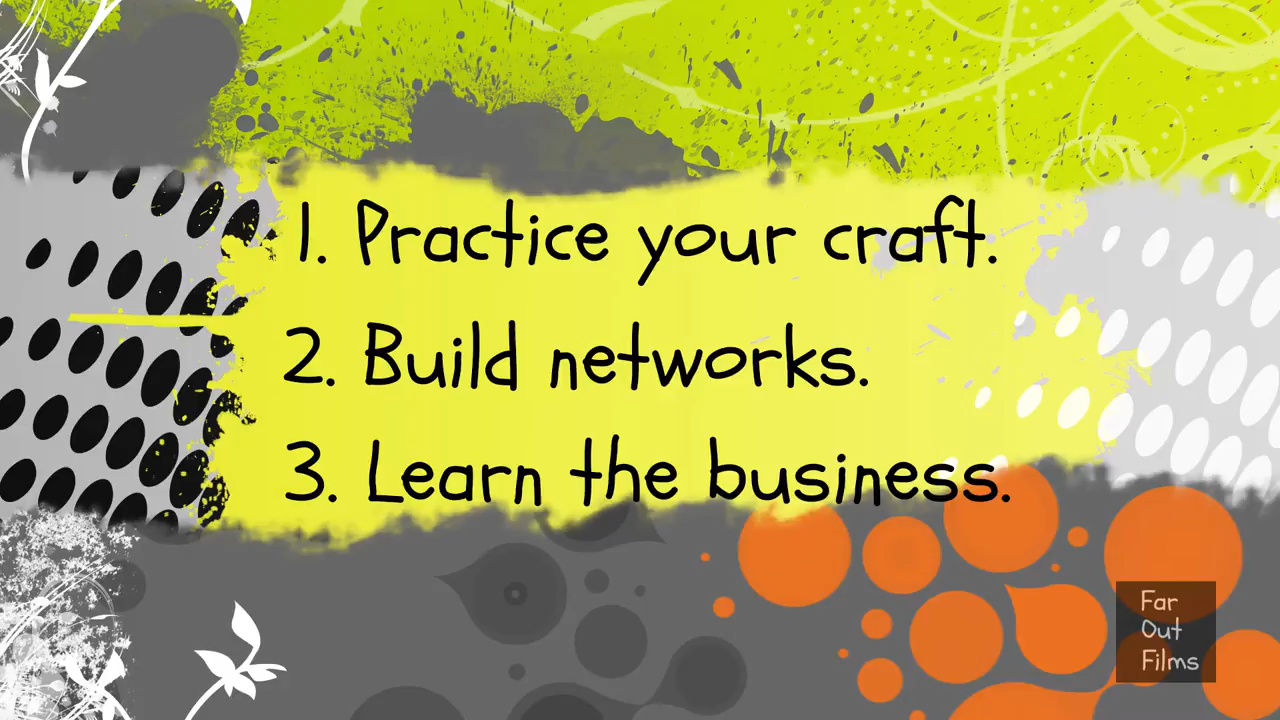 1. Practice your craft.
2. Build networks.
3. Learn the business.
Far
Out
Films